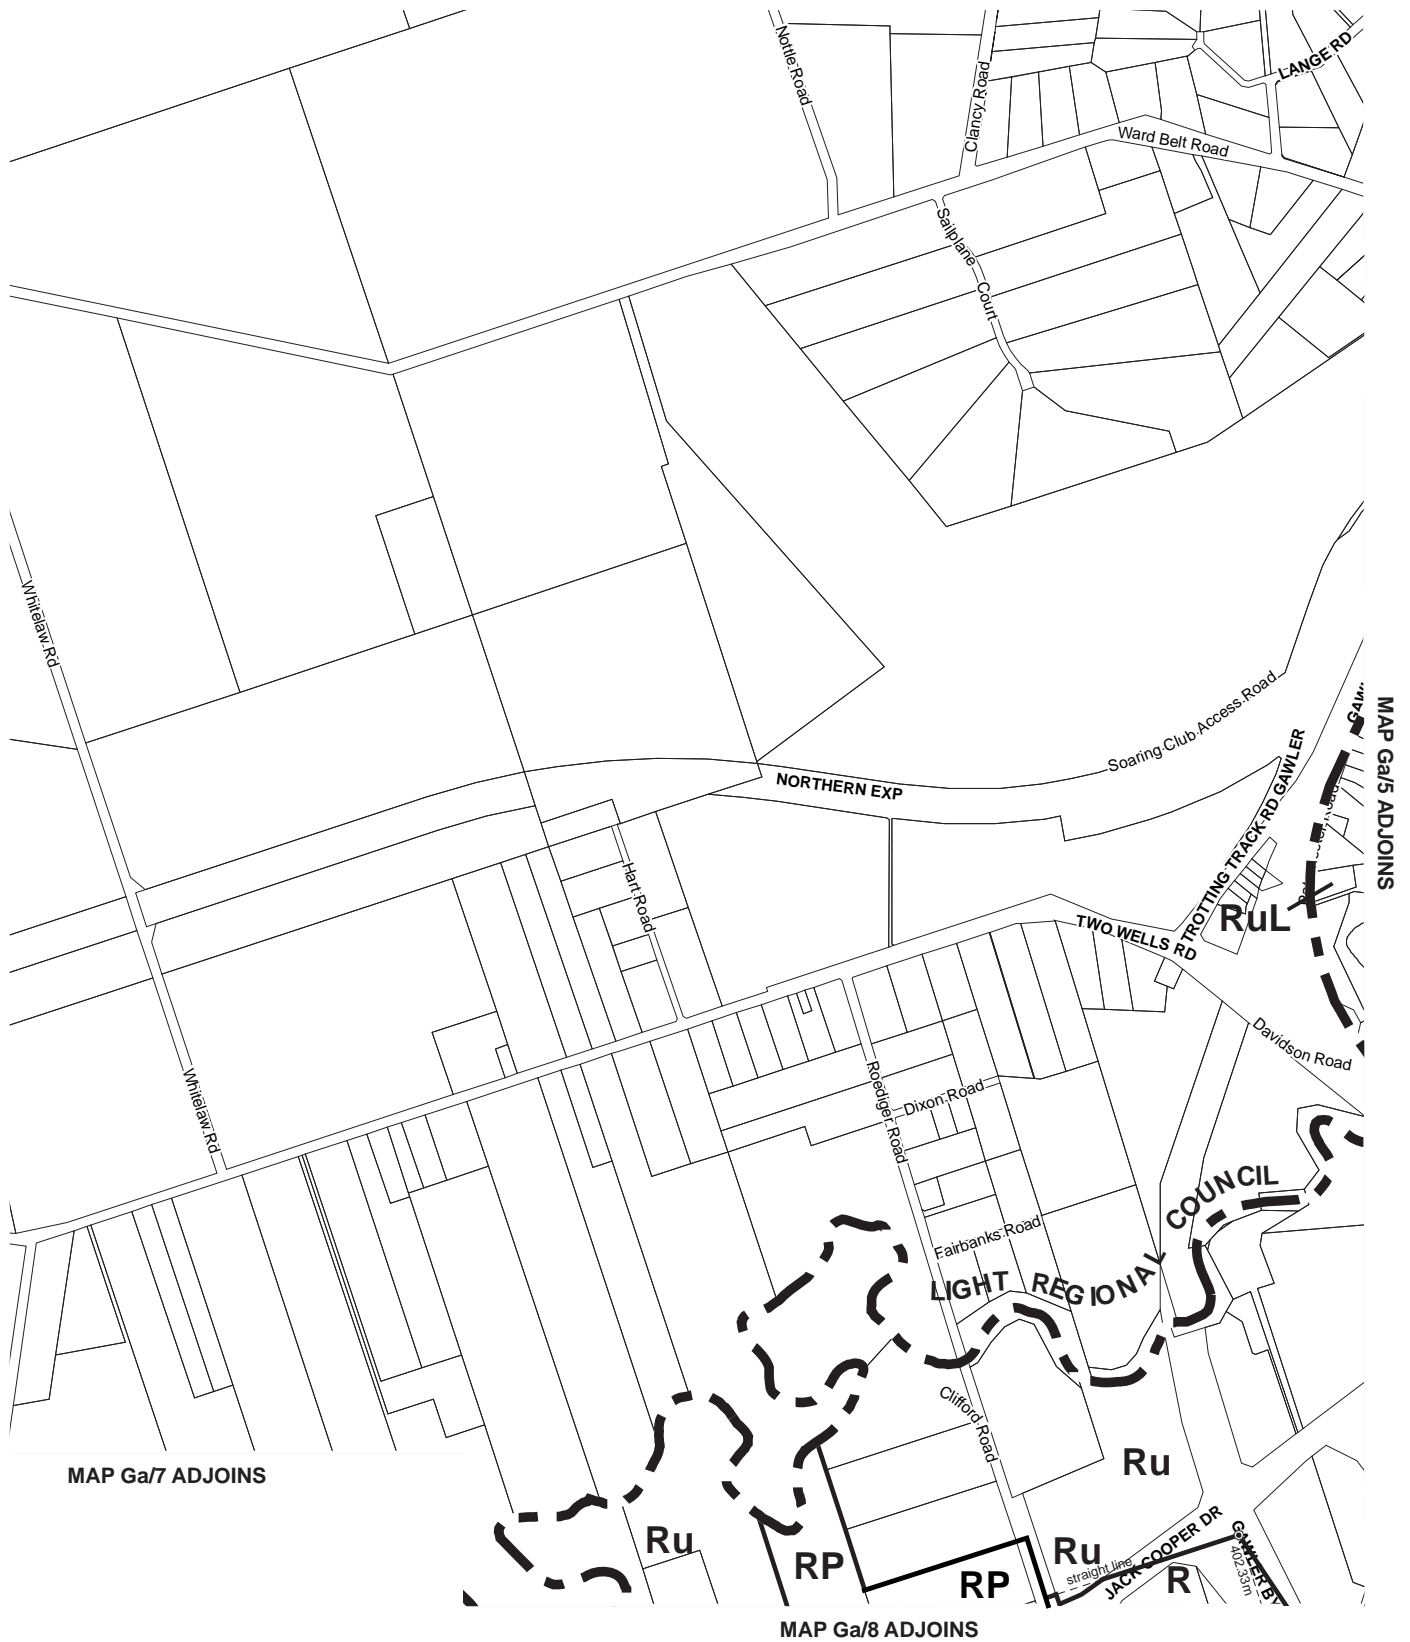 Nottle Road
Clancy Road
LANGE RD
Ward Belt Road
Sailplane Court
Whitelaw Rd
Soaring Club Access Road
MAP Ga/5 ADJOINS
NORTHERN EXP
TROTTING TRACK RD GAWLER
Hart Road
RuL
TWO WELLS RD
Davidson Road
Whitelaw Rd
Roediger Road
Dixon Road
Fairbanks Road
LIGHT REGIONAL COUNCIL
Clifford Road
MAP Ga/7 ADJOINS
Ru
Ru
RP
Ru
RP
straight line
JACK COOPER DR
R
GAWLER BY
402.33m
MAP Ga/8 ADJOINS